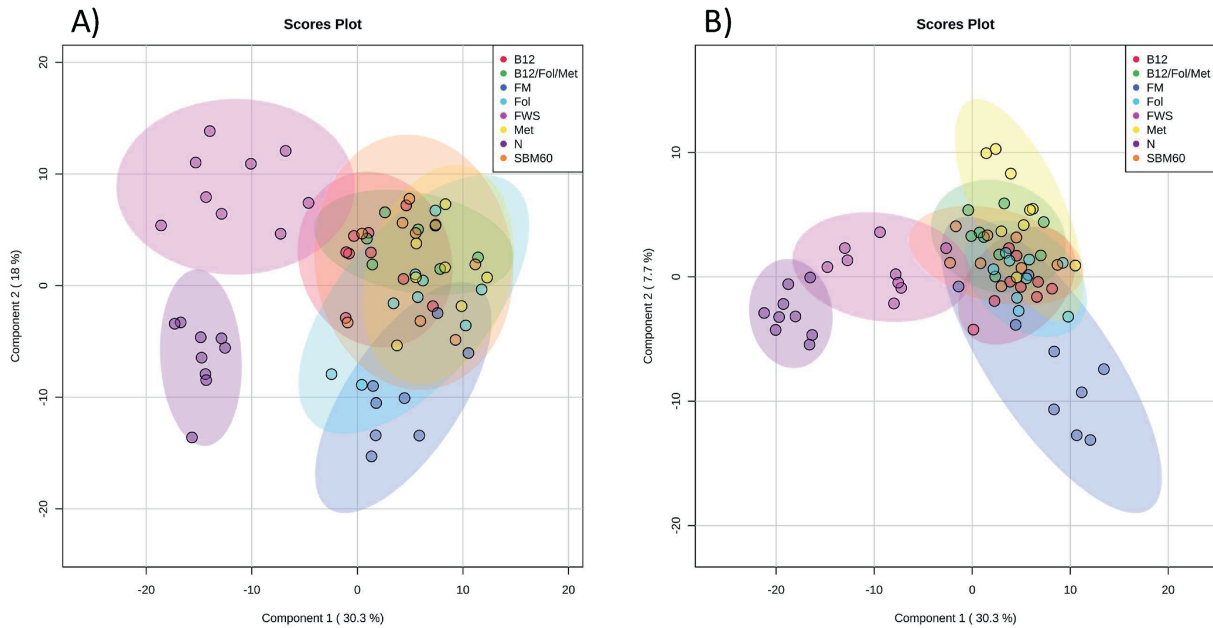 A)
Scores Plot
B12
B12/Fol/Met
FM
Fol
FWS
Met
N
SBM60
20
10
0
-10
-20
Component 2 ( 18 %)
-20 -10 0 10 20
Component 1 ( 30.3 %)
B)
Scores Plot
B12
B12/Fol/Met
FM
Fol
FWS
Met
N
SBM60
10
0
-10
-20
Component 2 ( 7.7 %)
-20 -10 0 10 20
Component 1 ( 30.3 %)